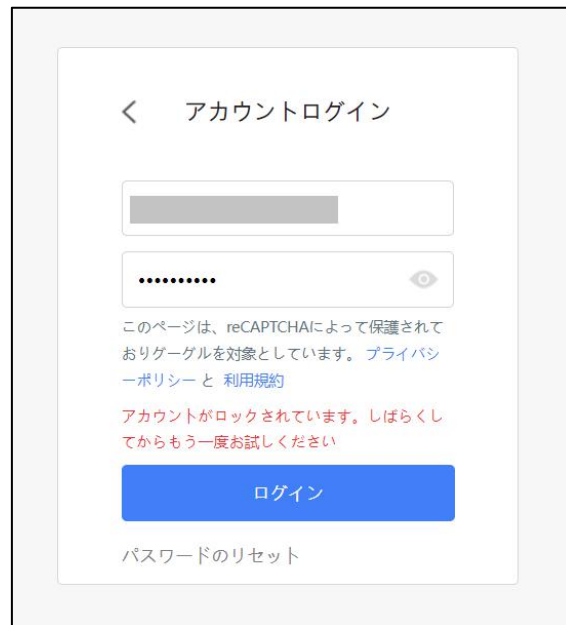 アカウントログイン
••••••••••
このページは、reCAPTCHAによって保護されて
おりグーグルを対象としています。 プライバシ
ーポリシー と 利用規約
アカウントがロックされています。しばらくし
てからもう一度お試しください
ログイン
パスワードのリセット